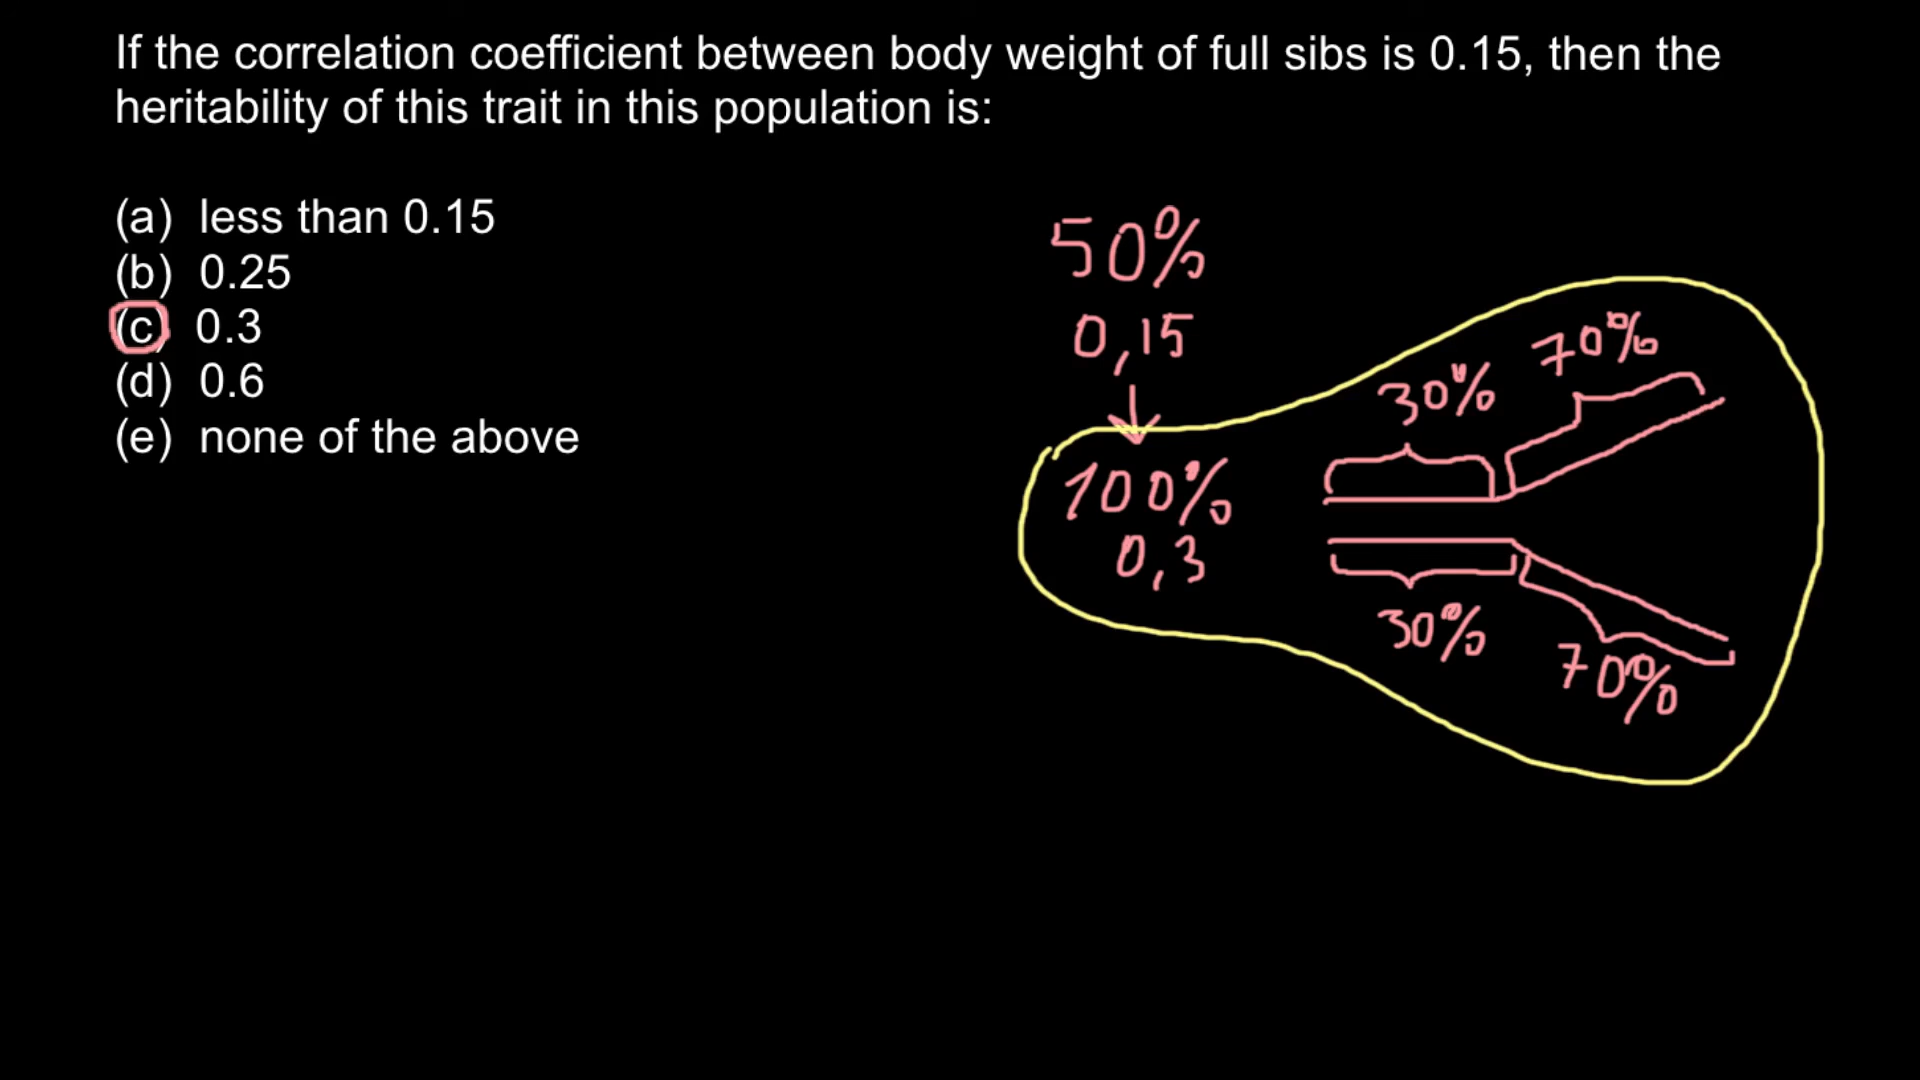 If the correlation coefficient between body weight of full sibs is 0.15, then the
heritability of this trait in this population is:
(a) less than 0.15
(b) 0.25
(c) 0.3
(d) 0.6
(e) none of the above
50%
0,15
100%
0,3
30%
70%
30%
70%